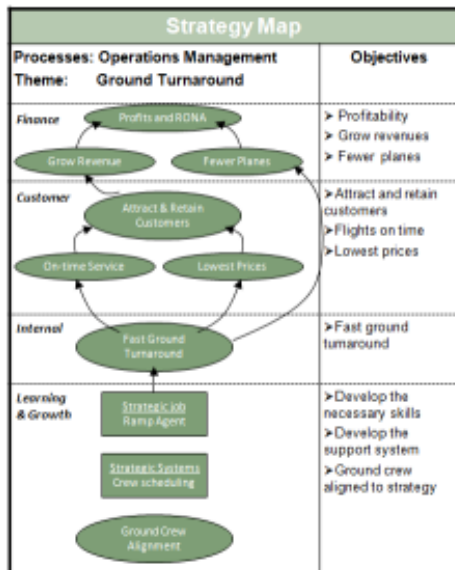 Strategy Map
Processes: Operations Management
Theme: Ground Turnaround
Objectives
Finance
Profits and RONA
Grow Revenue
Fewer Planes
➢ Profitability
➢ Grow revenues
➢ Fewer planes
Customer
Attract & Retain
Customers
On-time Service
Lowest Prices
➢ Attract and retain
customers
➢ Flights on time
➢ Lowest prices
Internal
Fast Ground
Turnaround
➢ Fast ground
turnaround
Learning
& Growth
Strategic job
Ramp Agent
Strategic Systems
Crew scheduling
Ground Crew
Alignment
➢ Develop the
necessary skills
➢ Develop the
support system
➢ Ground crew
aligned to strategy